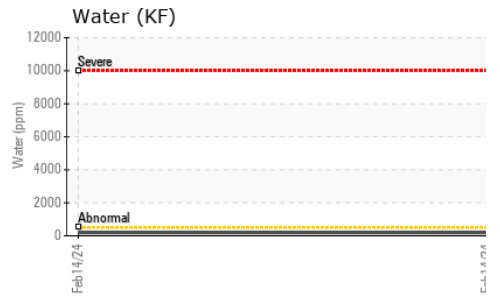 Water (KF)
12000
Severe
10000
8000
6000
4000
2000
Abnormal
0
Water (ppm)
Feb14/24
Feb14/24